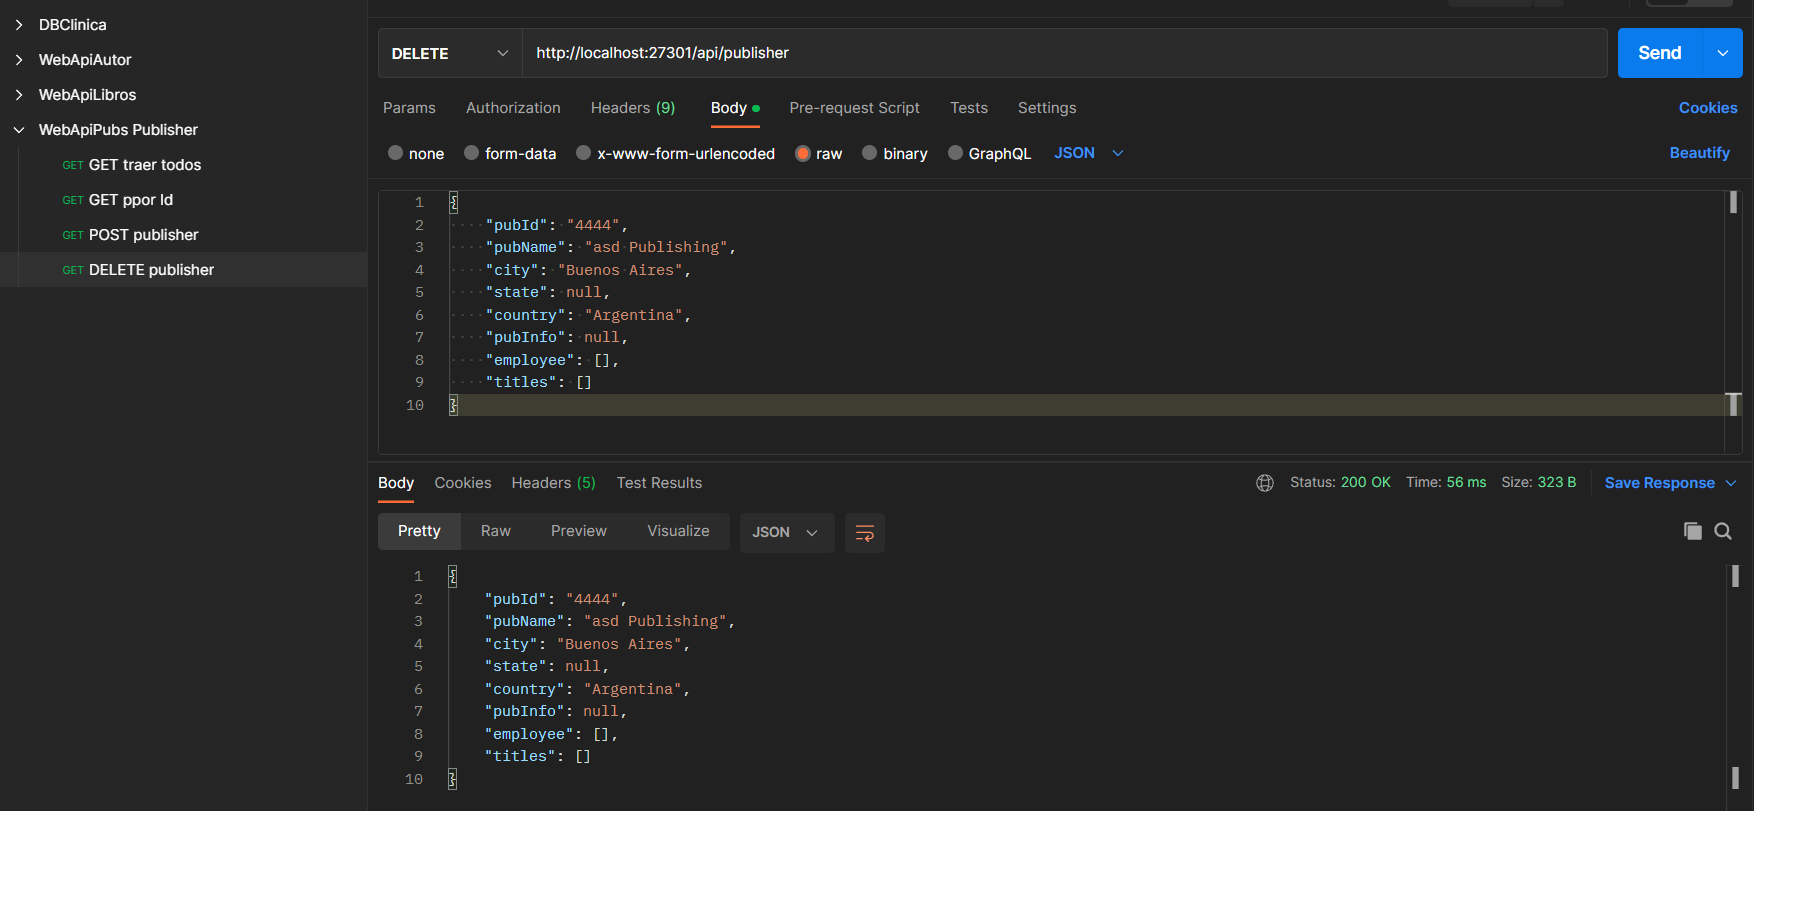 DBClinica
WebApiAutor
WebApiLibros
WebApiPubs Publisher
GET GET traer todos
GET GET ppor Id
GET POST publisher
GET DELETE publisher
DELETE http://localhost:27301/api/publisher Send
Params Authorization Headers (9) Body Pre-request Script Tests Settings Cookies
none form-data x-www-form-urlencoded raw binary GraphQL JSON Beautify
1 {
2 ····"pubId":·"4444",
3 ····"pubName":·"asd·Publishing",
4 ····"city":·"Buenos·Aires",
5 ····"state":·null,
6 ····"country":·"Argentina",
7 ····"pubInfo":·null,
8 ····"employee":·[],
9 ····"titles":·[]
10 }
Body Cookies Headers (5) Test Results Status: 200 OK Time: 56 ms Size: 323 B Save Response
Pretty Raw Preview Visualize JSON
1 {
2 "pubId": "4444",
3 "pubName": "asd Publishing",
4 "city": "Buenos Aires",
5 "state": null,
6 "country": "Argentina",
7 "pubInfo": null,
8 "employee": [],
9 "titles": []
10 }